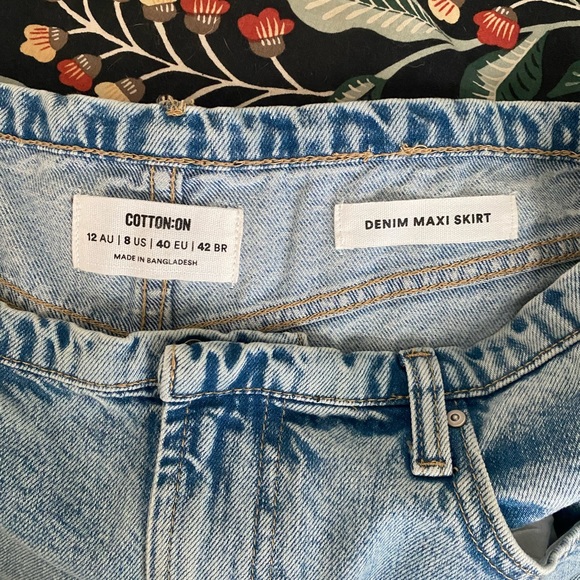 COTTON:ON
12 AU | 8 US | 40 EU | 42 BR
MADE IN BANGLADESH
DENIM MAXI SKIRT